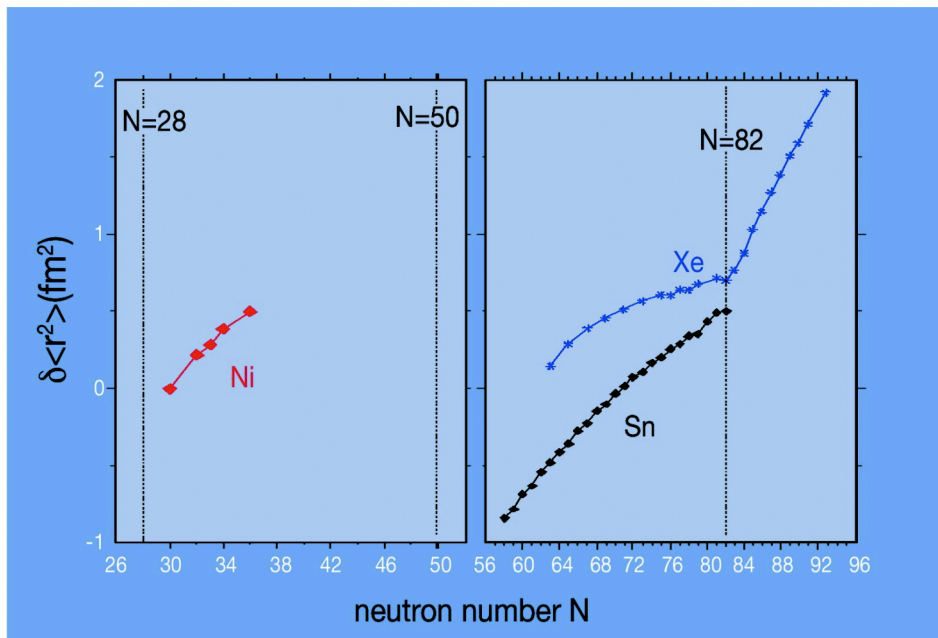 2
1
0
-1
δ<r²>(fm²)
N=28
N=50
Ni
26 28 30 34 38 42 46 50
N=82
Xe
Sn
56 60 64 68 72 76 80 84 88 92 96
neutron number N